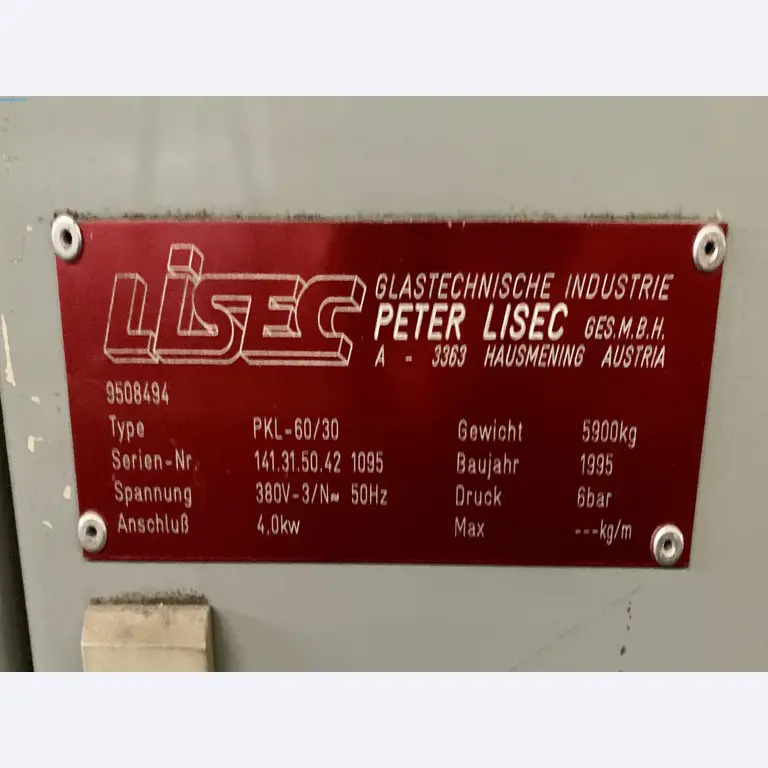 LISEC
GLASTECHNISCHE INDUSTRIE
PETER LISEC GES.M.B.H.
A - 3363 HAUSMENING AUSTRIA
9508494
Type PKL-60/30 Gewicht 5900kg
Serien-Nr. 141.31.50.42 1095 Baujahr 1995
Spannung 380V-3/N≈ 50Hz Druck 6bar
Anschluß 4,0kw Max ---kg/m